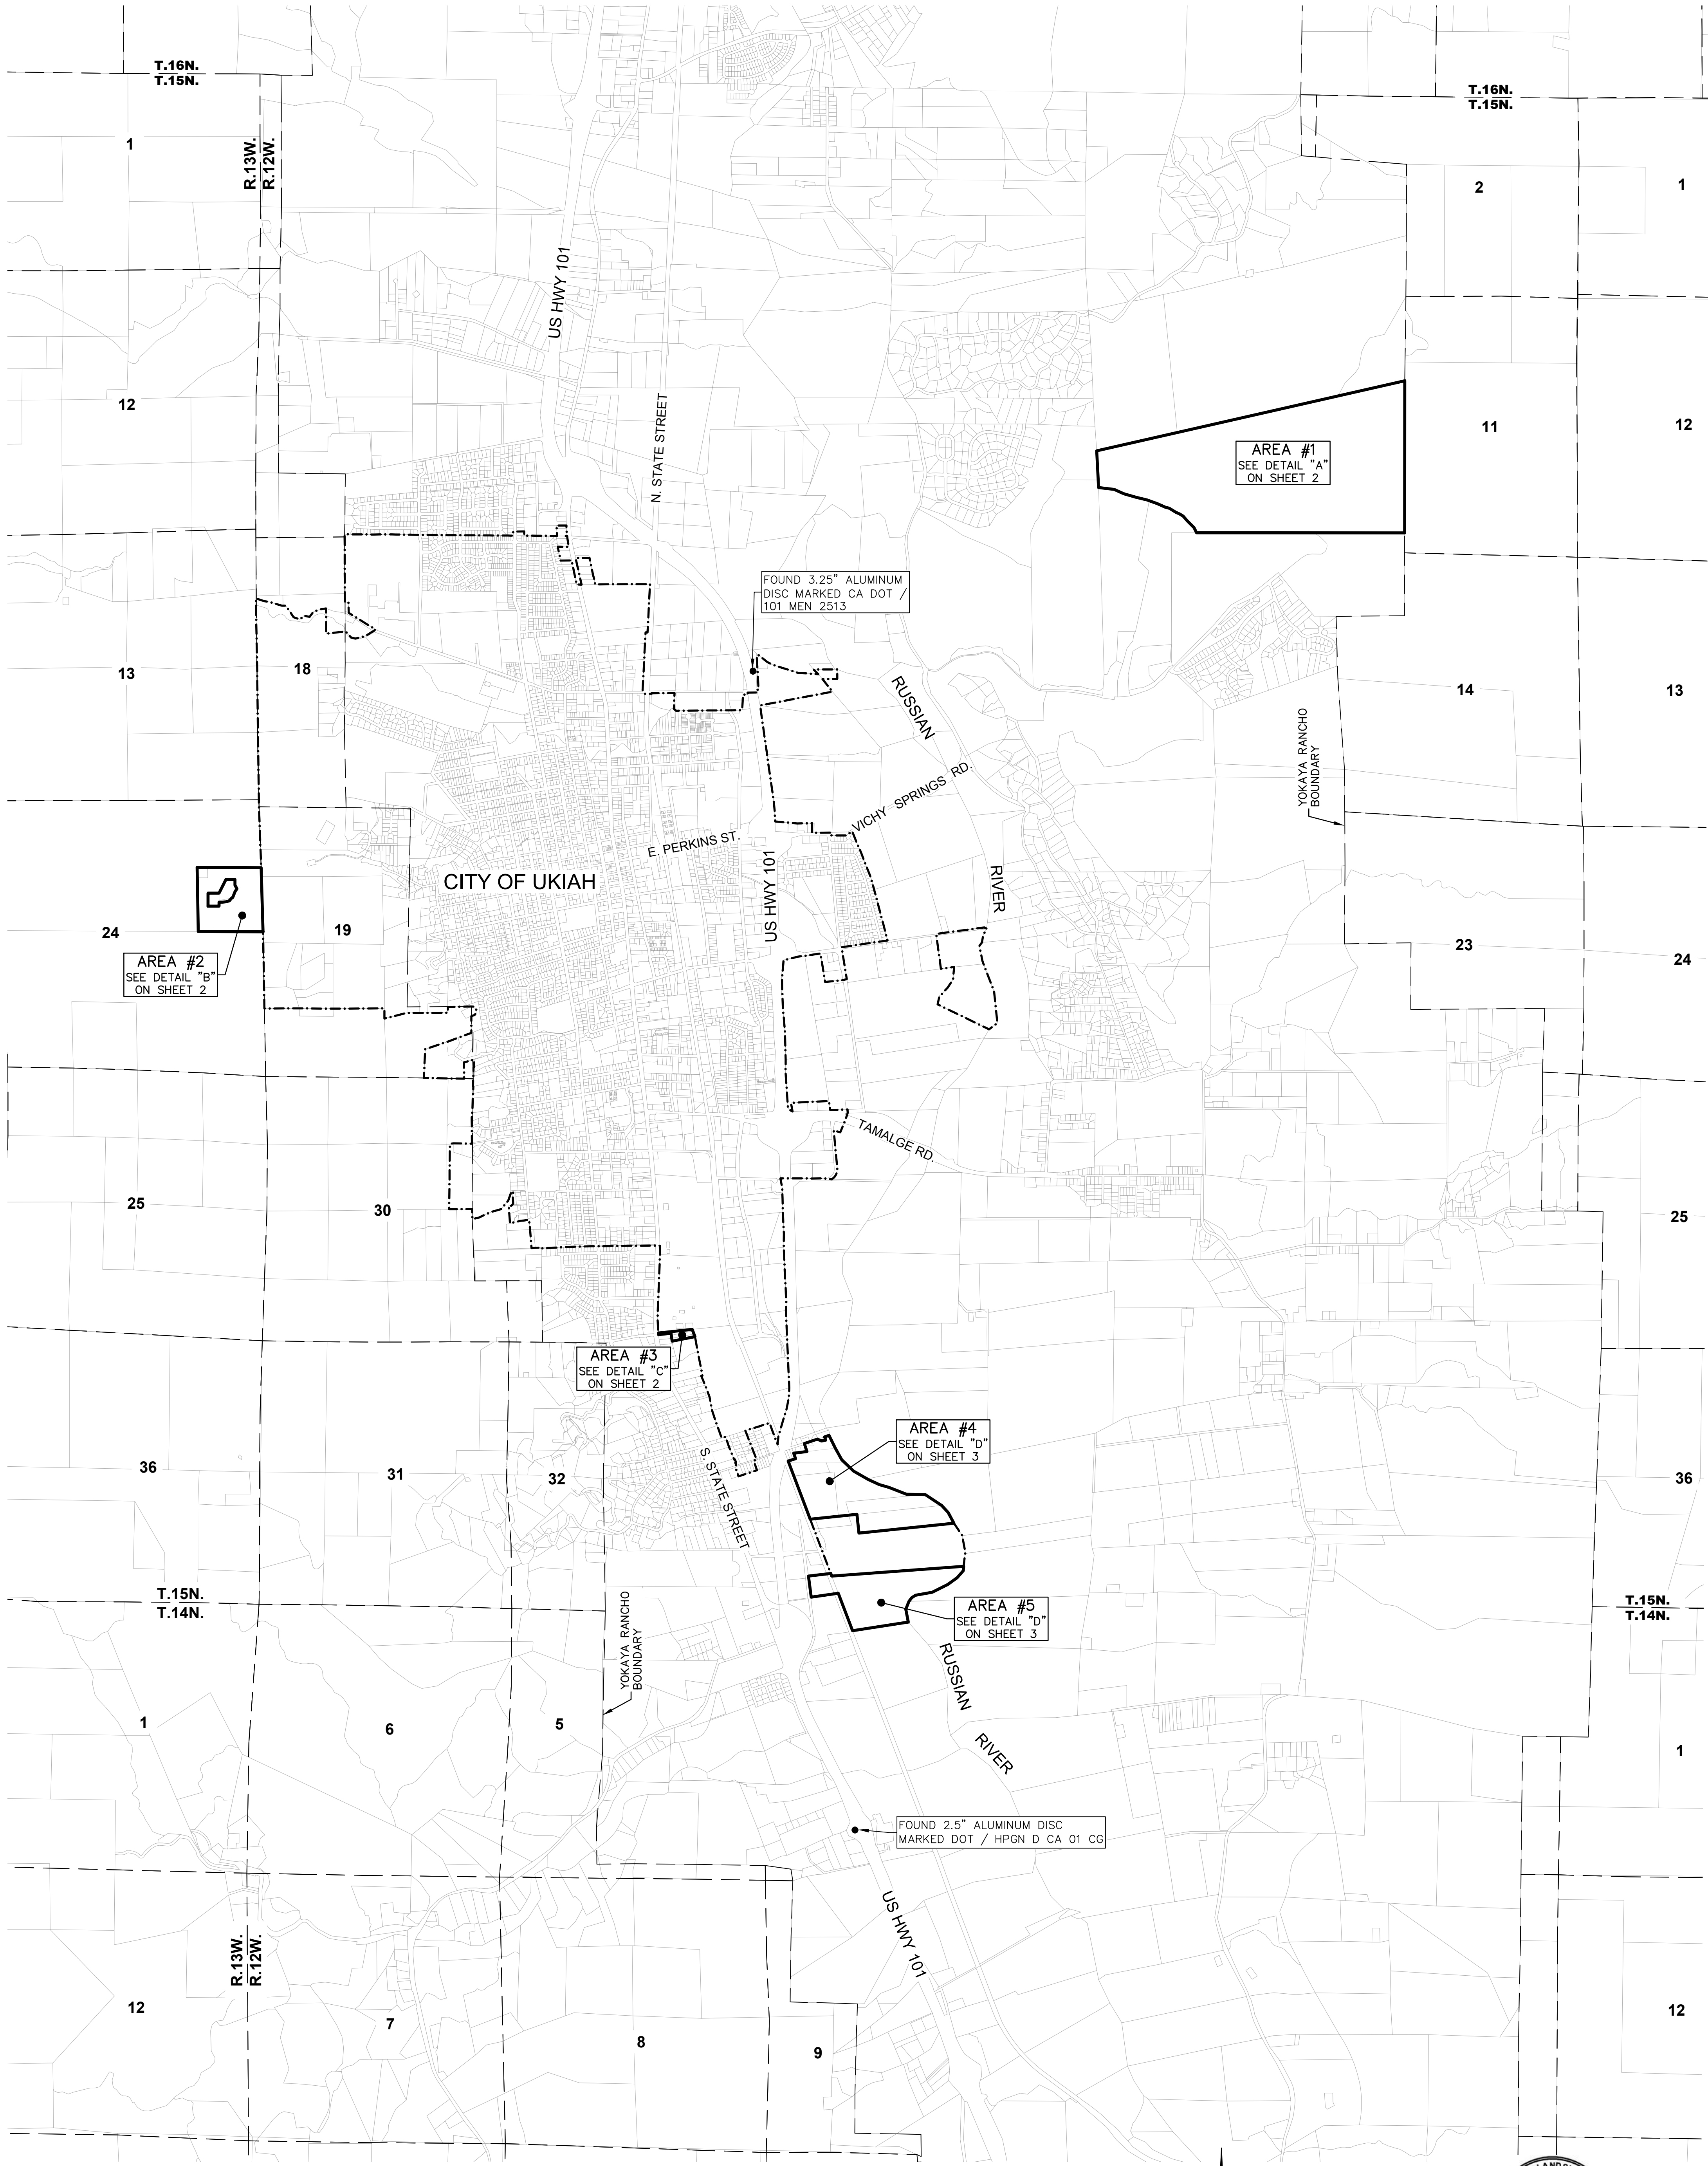 T.16N.
T.15N.
T.16N.
T.15N.
1
R.13W.
R.12W.
2
1
US HWY 101
12
N. STATE STREET
11
12
AREA #1
SEE DETAIL "A"
ON SHEET 2
FOUND 3.25" ALUMINUM
DISC MARKED CA DOT /
101 MEN 2513
13
18
RUSSIAN
14
13
YOKAYA RANCHO
BOUNDARY
VICHY SPRINGS RD.
E. PERKINS ST.
CITY OF UKIAH
US HWY 101
RIVER
24
19
23
24
AREA #2
SEE DETAIL "B"
ON SHEET 2
TAMALGE RD.
25
30
25
AREA #3
SEE DETAIL "C"
ON SHEET 2
AREA #4
SEE DETAIL "D"
ON SHEET 3
36
31
32
S. STATE STREET
36
T.15N.
T.14N.
AREA #5
SEE DETAIL "D"
ON SHEET 3
T.15N.
T.14N.
YOKAYA RANCHO
BOUNDARY
RUSSIAN
1
6
5
RIVER
1
FOUND 2.5" ALUMINUM DISC
MARKED DOT / HPGN D CA 01 CG
US HWY 101
R.13W.
R.12W.
12
7
8
9
12